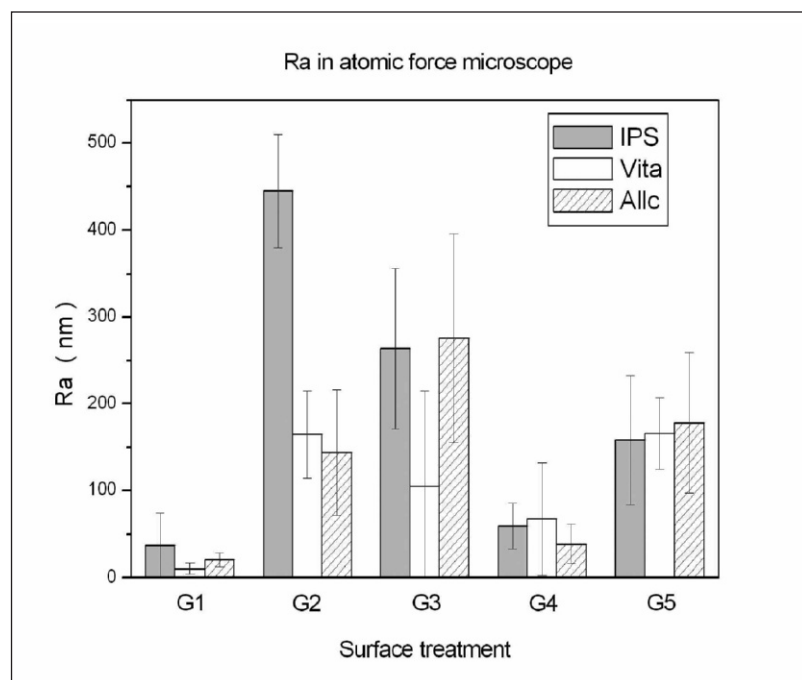 Ra in atomic force microscope
500
400
300
200
100
0
Ra ( nm )
IPS
Vita
Allc
G1 G2 G3 G4 G5
Surface treatment